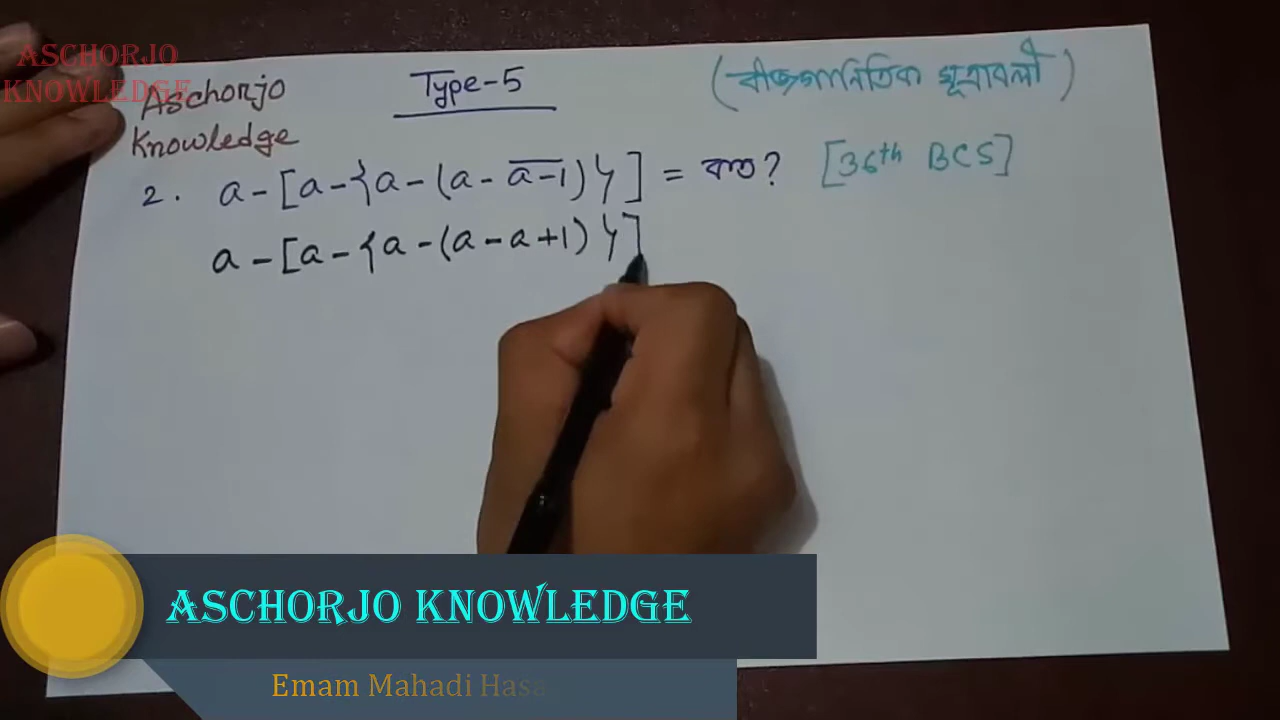 ASCHORJO
KNOWLEDGE
Aschorjo
Knowledge
Type-5
(বীজগানিতিক সূত্রাবলী)
2. a - [a - {a - (a - a̅ ̅-̅ ̅1̅)}] = কত? [36th BCS]
a - [a - {a - (a - a + 1)}]
ASCHORJO KNOWLEDGE
Emam Mahadi Hasa